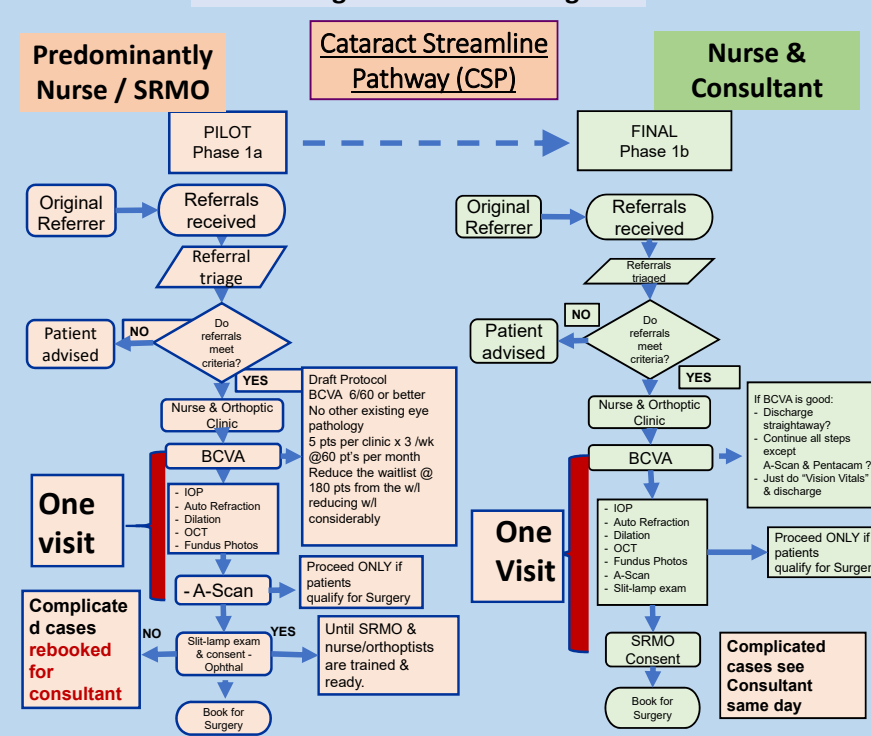 Cataract Streamline
Pathway (CSP)
Predominantly
Nurse / SRMO
Nurse &
Consultant
PILOT
Phase 1a
FINAL
Phase 1b
Original
Referrer
Referrals
received
Referral
triage
Do
referrals
meet
criteria?
NO
Patient
advised
YES
Draft Protocol
BCVA 6/60 or better
No other existing eye
pathology
5 pts per clinic x 3 /wk
@60 pt's per month
Reduce the waitlist @
180 pts from the w/l
reducing w/l
considerably
Nurse & Orthoptic
Clinic
BCVA
One
visit
- IOP
- Auto Refraction
- Dilation
- OCT
- Fundus Photos
- A-Scan
Proceed ONLY if
patients
qualify for Surgery
Complicate
d cases
rebooked
for
consultant
NO
Slit-lamp exam
& consent -
Ophthal
YES
Until SRMO &
nurse/orthoptists
are trained &
ready.
Book for
Surgery
Original
Referrer
Referrals
received
Referrals
triaged
Do
referrals
meet
criteria?
NO
Patient
advised
YES
Nurse & Orthoptic
Clinic
BCVA
If BCVA is good:
- Discharge
straightaway?
- Continue all steps
except
A-Scan & Pentacam ?
- Just do "Vision Vitals"
& discharge
One
Visit
- IOP
- Auto Refraction
- Dilation
- OCT
- Fundus Photos
- A-Scan
- Slit-lamp exam
Proceed ONLY if
patients
qualify for Surger
SRMO
Consent
Complicated
cases see
Consultant
same day
Book for
Surgery